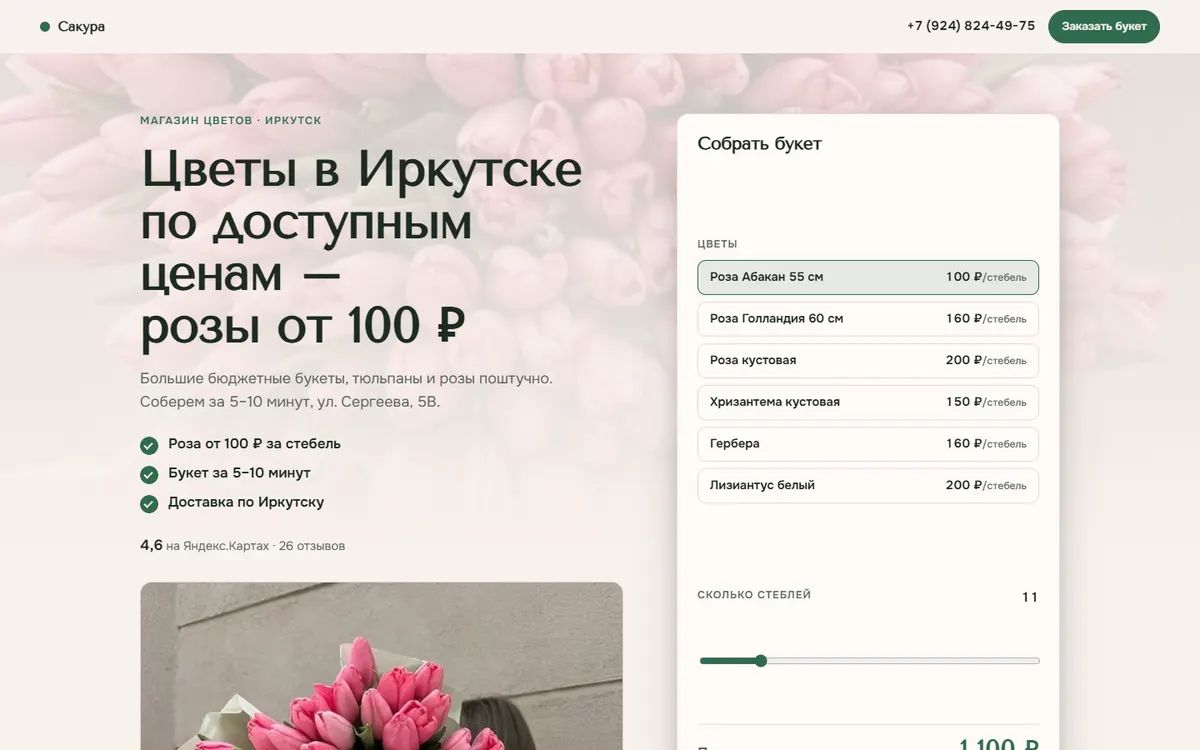 Сакура
+7 (924) 824-49-75
Заказать букет
МАГАЗИН ЦВЕТОВ · ИРКУТСК
Цветы в Иркутске
по доступным
ценам —
розы от 100 ₽
Большие бюджетные букеты, тюльпаны и розы поштучно.
Соберем за 5–10 минут, ул. Сергеева, 5В.
Роза от 100 ₽ за стебель
Букет за 5–10 минут
Доставка по Иркутску
4,6 на Яндекс.Картах · 26 отзывов
Собрать букет
ЦВЕТЫ
Роза Абакан 55 см 100 ₽/стебель
Роза Голландия 60 см 160 ₽/стебель
Роза кустовая 200 ₽/стебель
Хризантема кустовая 150 ₽/стебель
Гербера 160 ₽/стебель
Лизиантус белый 200 ₽/стебель
СКОЛЬКО СТЕБЛЕЙ 11
1 100 ₽